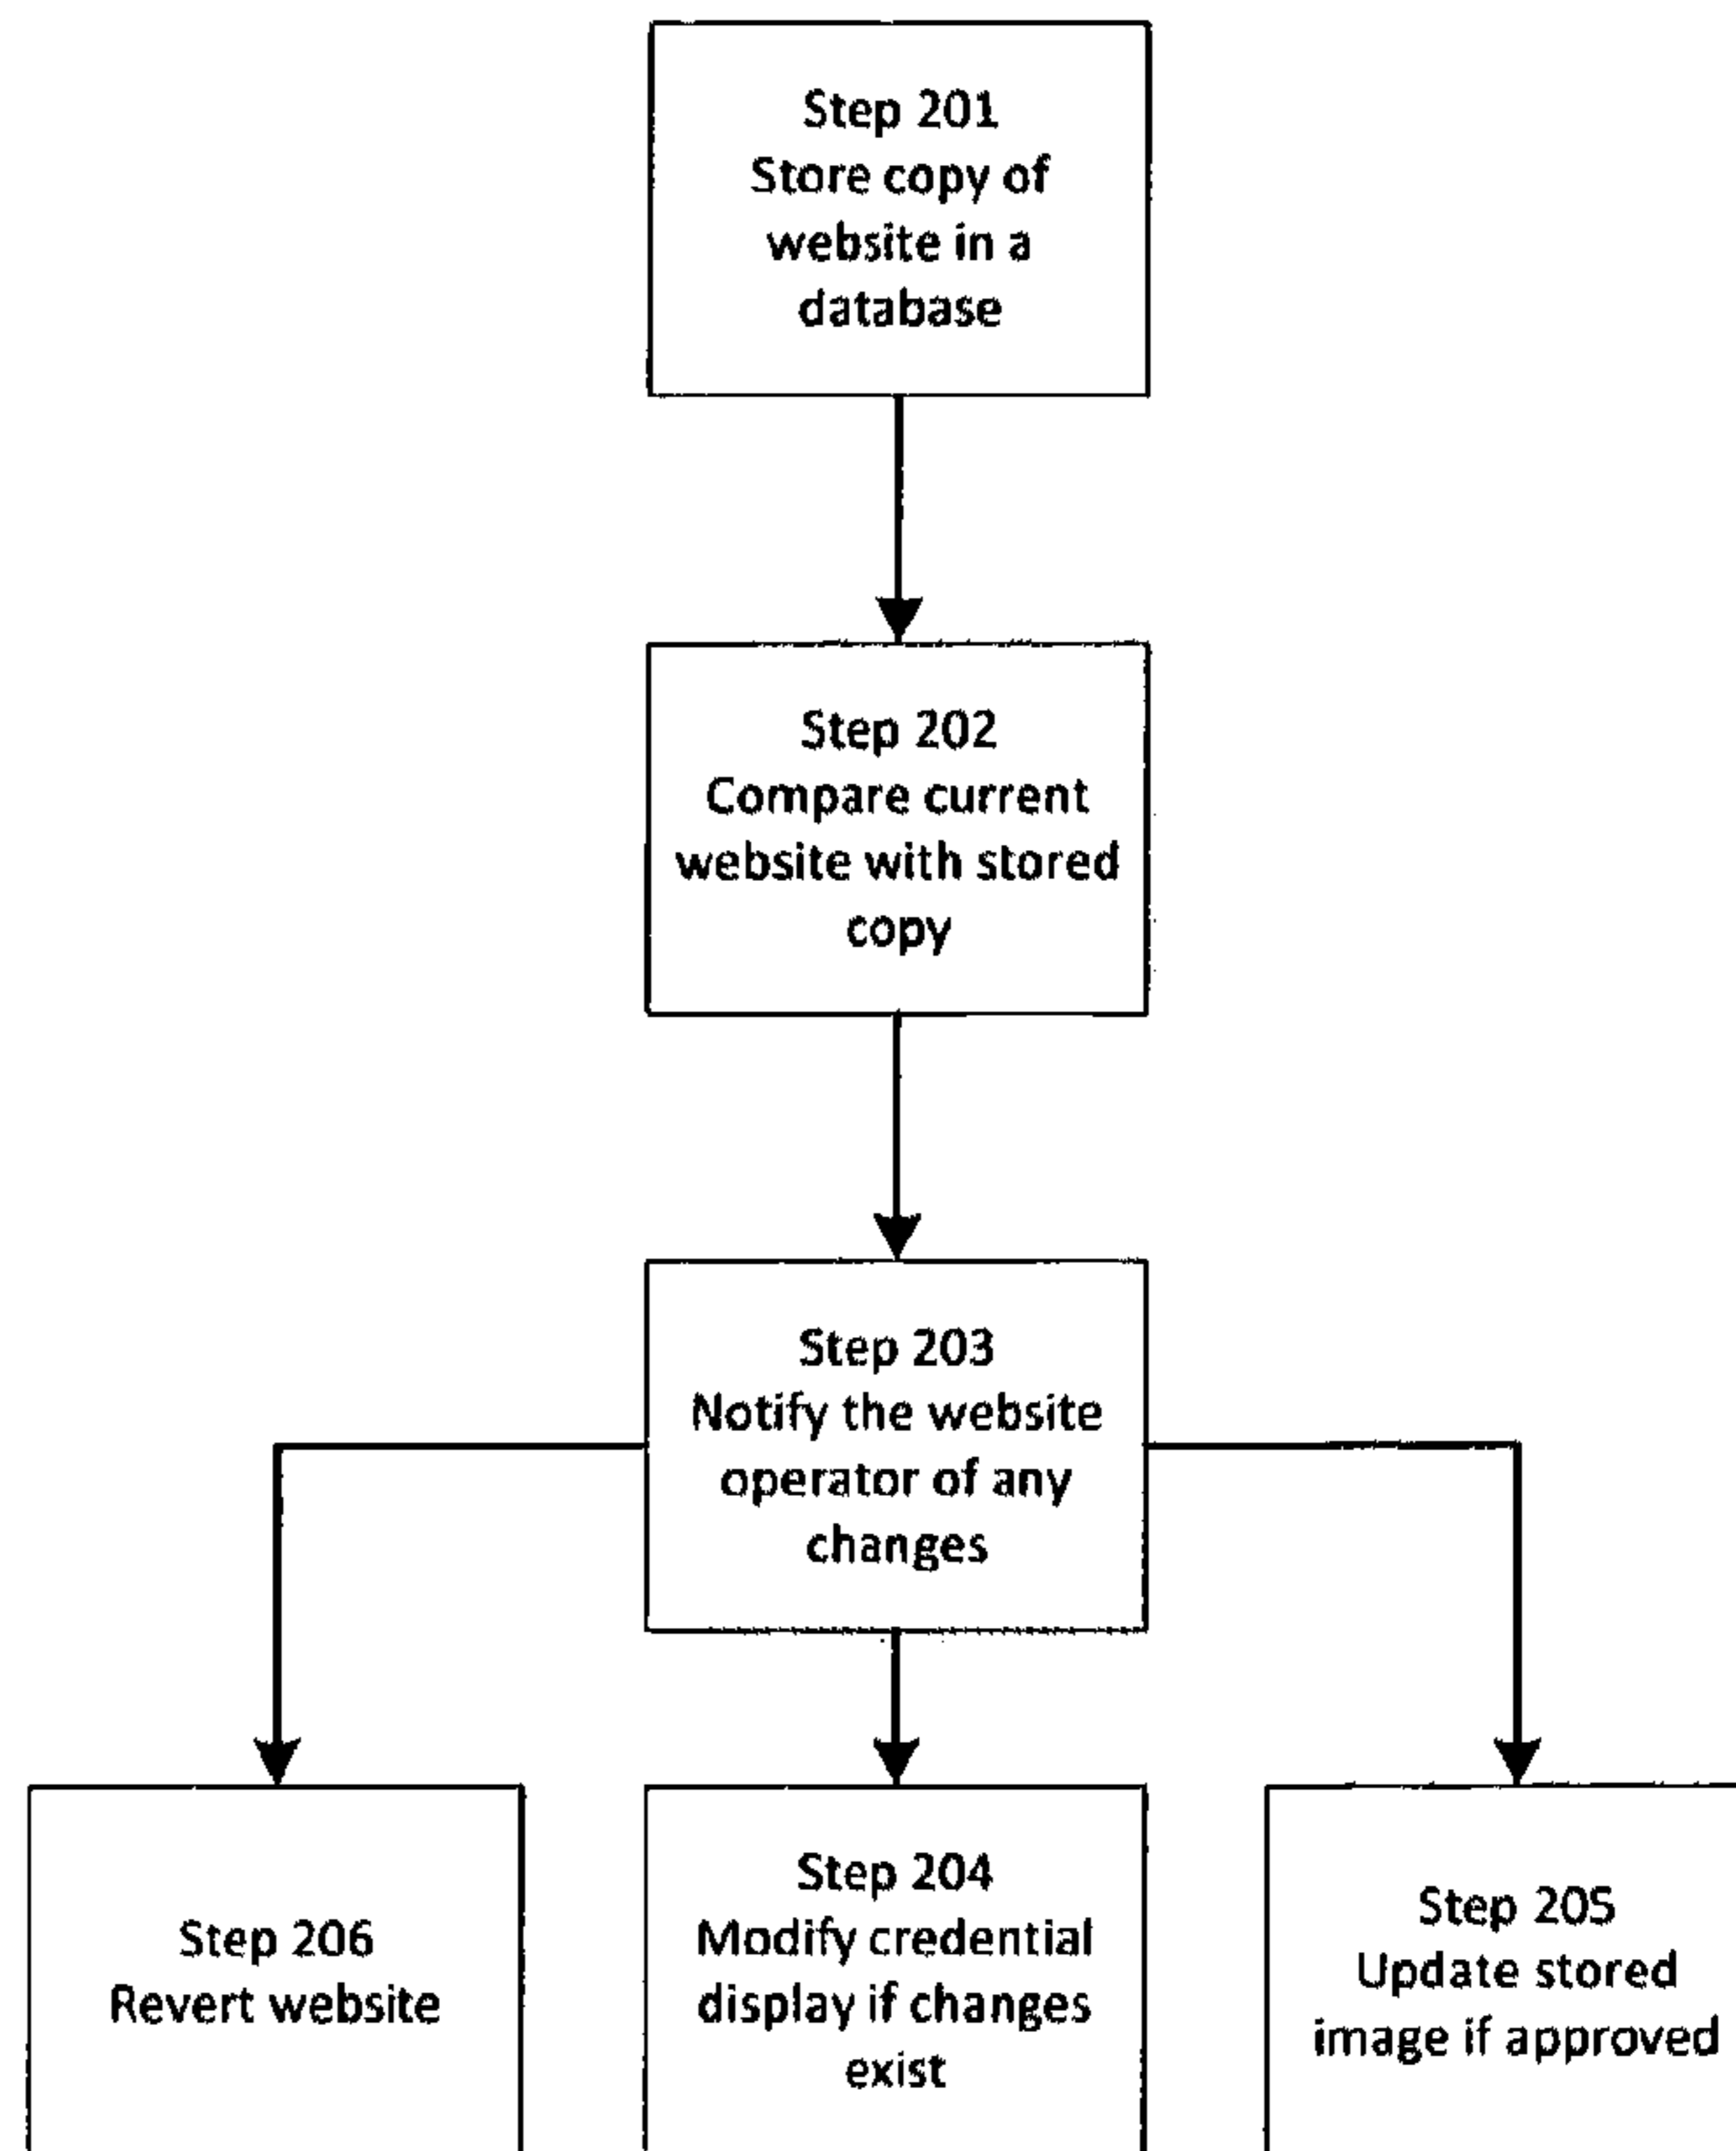 Step 201
Store copy of
website in a
database
Step 202
Compare current
website with stored
copy
Step 203
Notify the website
operator of any
changes
Step 206
Revert website
Step 204
Modify credential
display if changes
exist
Step 205
Update stored
image if approved